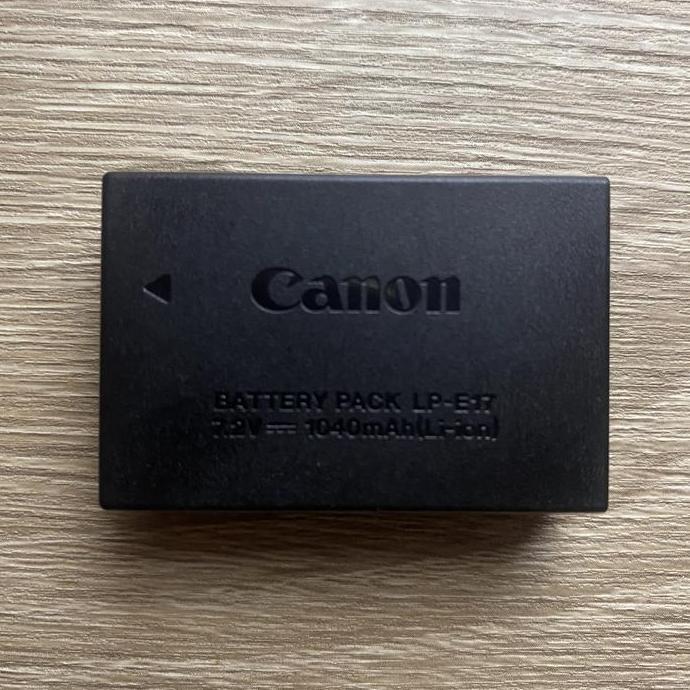 Canon
BATTERY PACK LP-E17
7.2V⎓ 1040mAh(Li-ion)